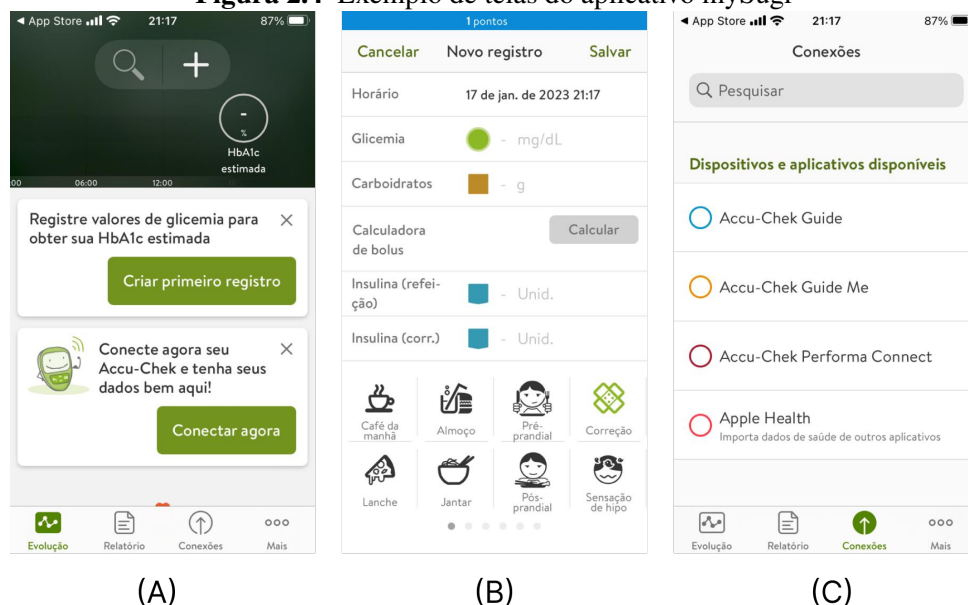 Figura 2.4 Exemplo de telas do aplicativo mySugr
App Store
21:17
87%
-
%
HbA1c
estimada
:00
06:00
12:00
Registre valores de glicemia para
obter sua HbA1c estimada
Criar primeiro registro
Conecte agora seu
Accu-Chek e tenha seus
dados bem aqui!
Conectar agora
Evolução
Relatório
Conexões
Mais
(A)
1 pontos
Cancelar
Novo registro
Salvar
Horário
17 de jan. de 2023 21:17
Glicemia
- mg/dL
Carboidratos
- g
Calculadora
de bolus
Calcular
Insulina (refei-
ção)
- Unid.
Insulina (corr.)
- Unid.
Café da
manhã
Almoço
Pré-
prandial
Correção
Lanche
Jantar
Pós-
prandial
Sensação
de hipo
(B)
App Store
21:17
87%
Conexões
Pesquisar
Dispositivos e aplicativos disponíveis
Accu-Chek Guide
Accu-Chek Guide Me
Accu-Chek Performa Connect
Apple Health
Importa dados de saúde de outros aplicativos
Evolução
Relatório
Conexões
Mais
(C)